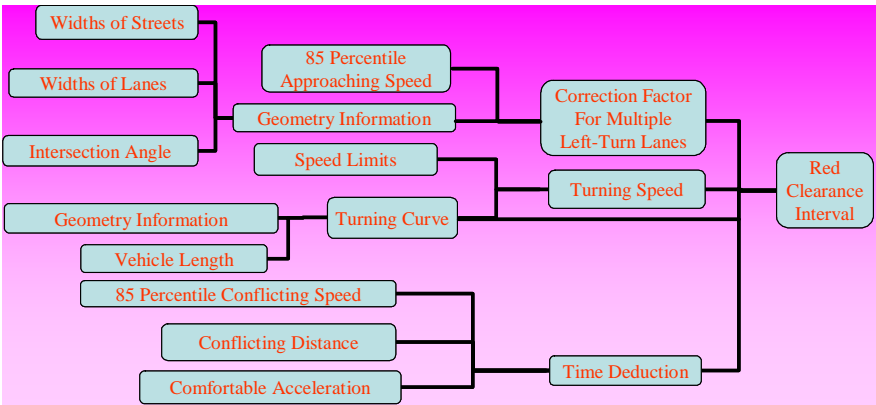 Widths of Streets
Widths of Lanes
Intersection Angle
85 Percentile
Approaching Speed
Geometry Information
Correction Factor
For Multiple
Left-Turn Lanes
Speed Limits
Turning Speed
Red
Clearance
Interval
Geometry Information
Turning Curve
Vehicle Length
85 Percentile Conflicting Speed
Conflicting Distance
Comfortable Acceleration
Time Deduction